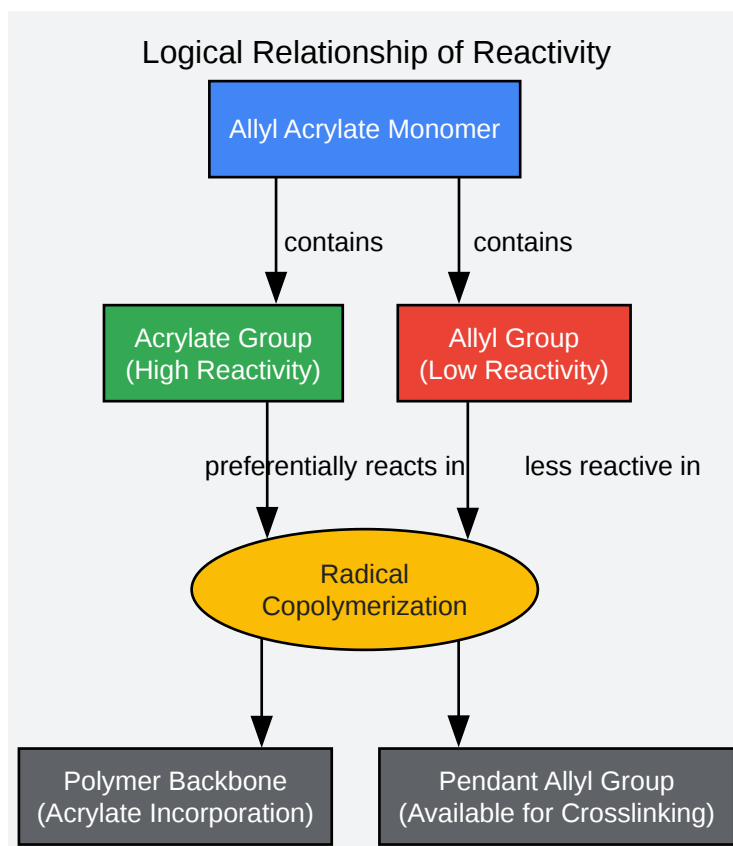 Logical Relationship of Reactivity
Allyl Acrylate Monomer
contains
contains
Acrylate Group
(High Reactivity)
Allyl Group
(Low Reactivity)
preferentially reacts in
less reactive in
Radical
Copolymerization
Polymer Backbone
(Acrylate Incorporation)
Pendant Allyl Group
(Available for Crosslinking)